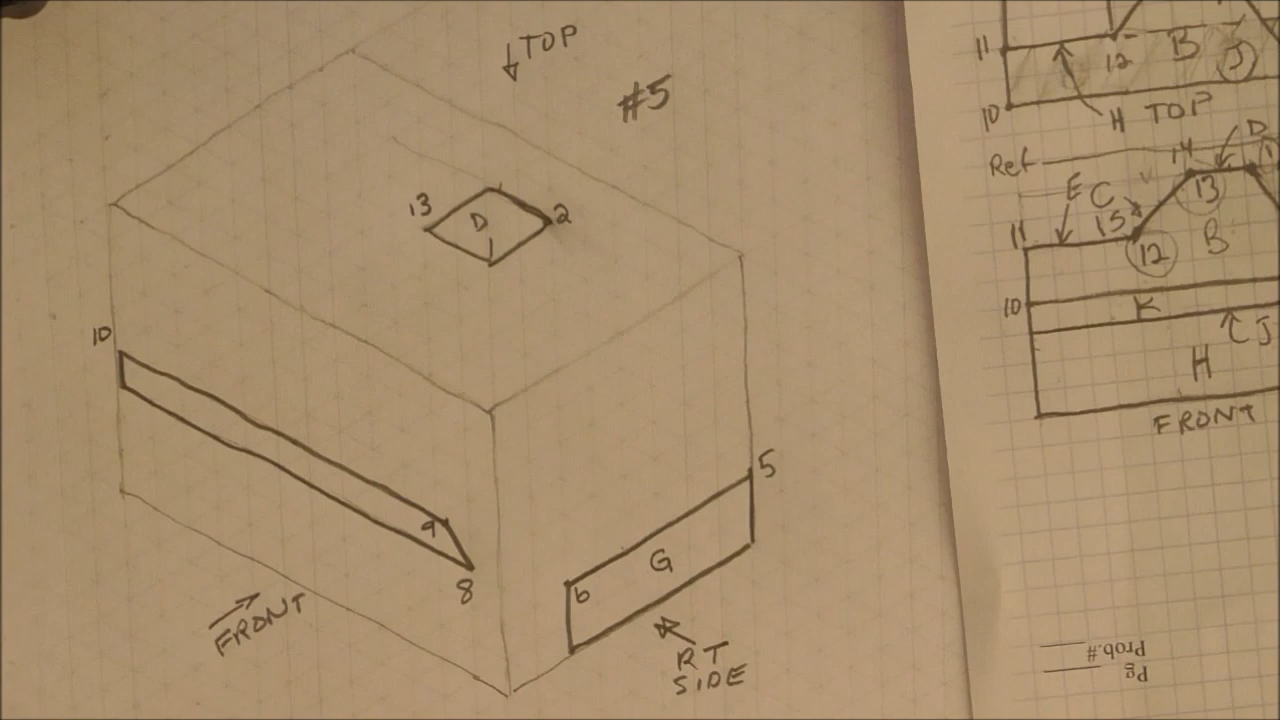 TOP
#5
13
D
2
1
10
9
8
5
6
G
FRONT
RT
SIDE
11
12
B
J
10
H TOP
Ref
14
D
E C
13
15
11
12
B
10
K
J
H
FRONT
Prob.#
Pg